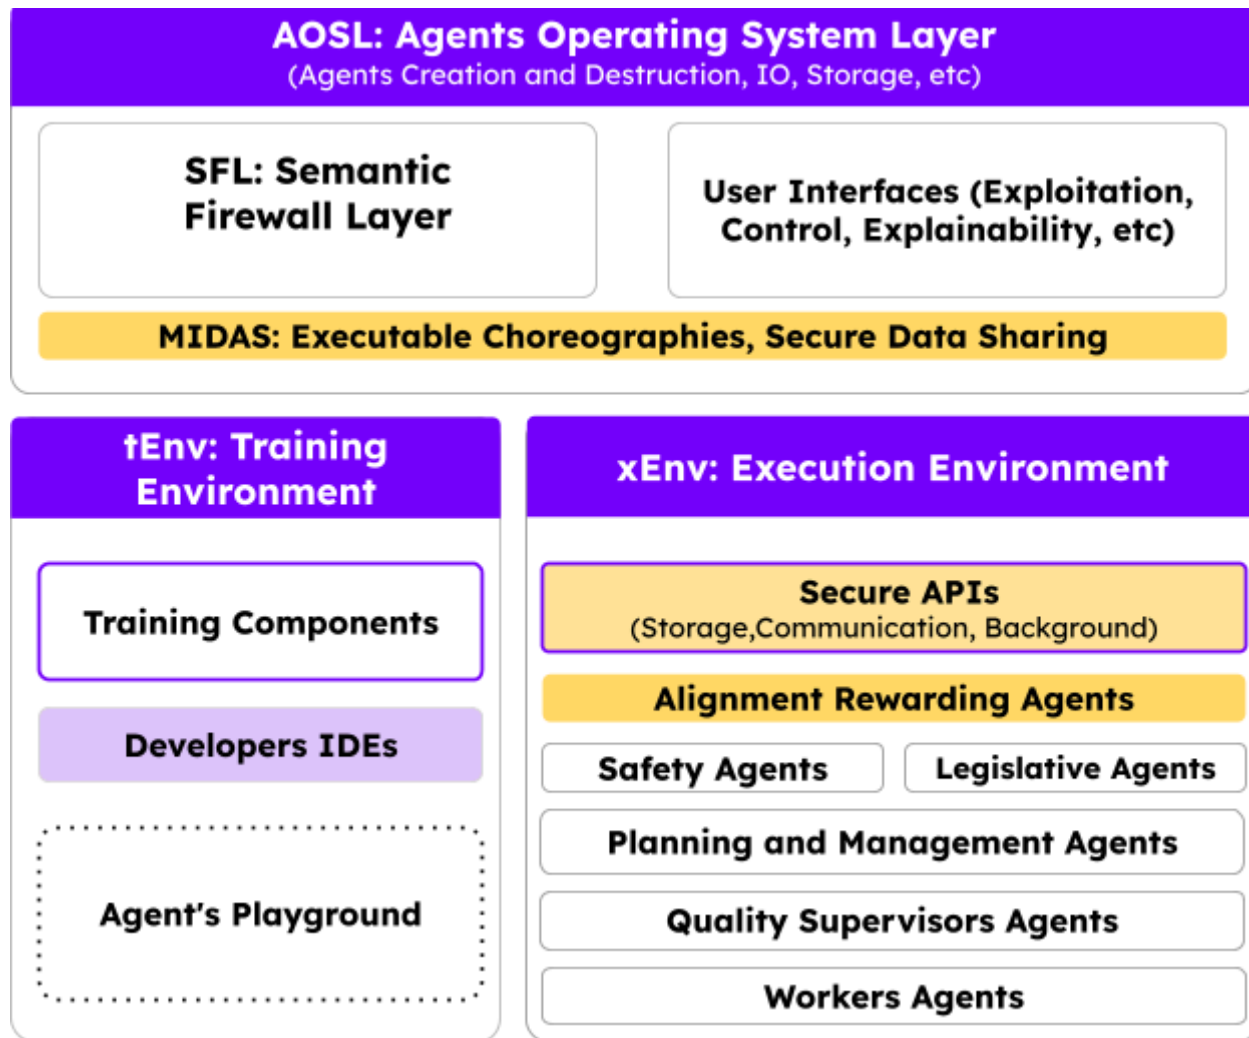 AOSL: Agents Operating System Layer
(Agents Creation and Destruction, IO, Storage, etc)
SFL: Semantic
Firewall Layer
User Interfaces (Exploitation,
Control, Explainability, etc)
MIDAS: Executable Choreographies, Secure Data Sharing
tEnv: Training
Environment
Training Components
Developers IDEs
Agent's Playground
xEnv: Execution Environment
Secure APIs
(Storage,Communication, Background)
Alignment Rewarding Agents
Safety Agents
Legislative Agents
Planning and Management Agents
Quality Supervisors Agents
Workers Agents